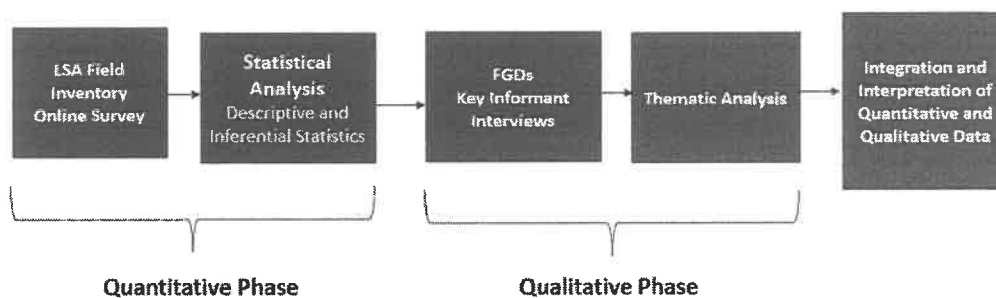 LSA Field
Inventory
Online Survey
Statistical
Analysis
Descriptive and
Inferential Statistics
FGDs
Key Informant
Interviews
Thematic Analysis
Integration and
Interpretation of
Quantitative and
Qualitative Data
Quantitative Phase
Qualitative Phase